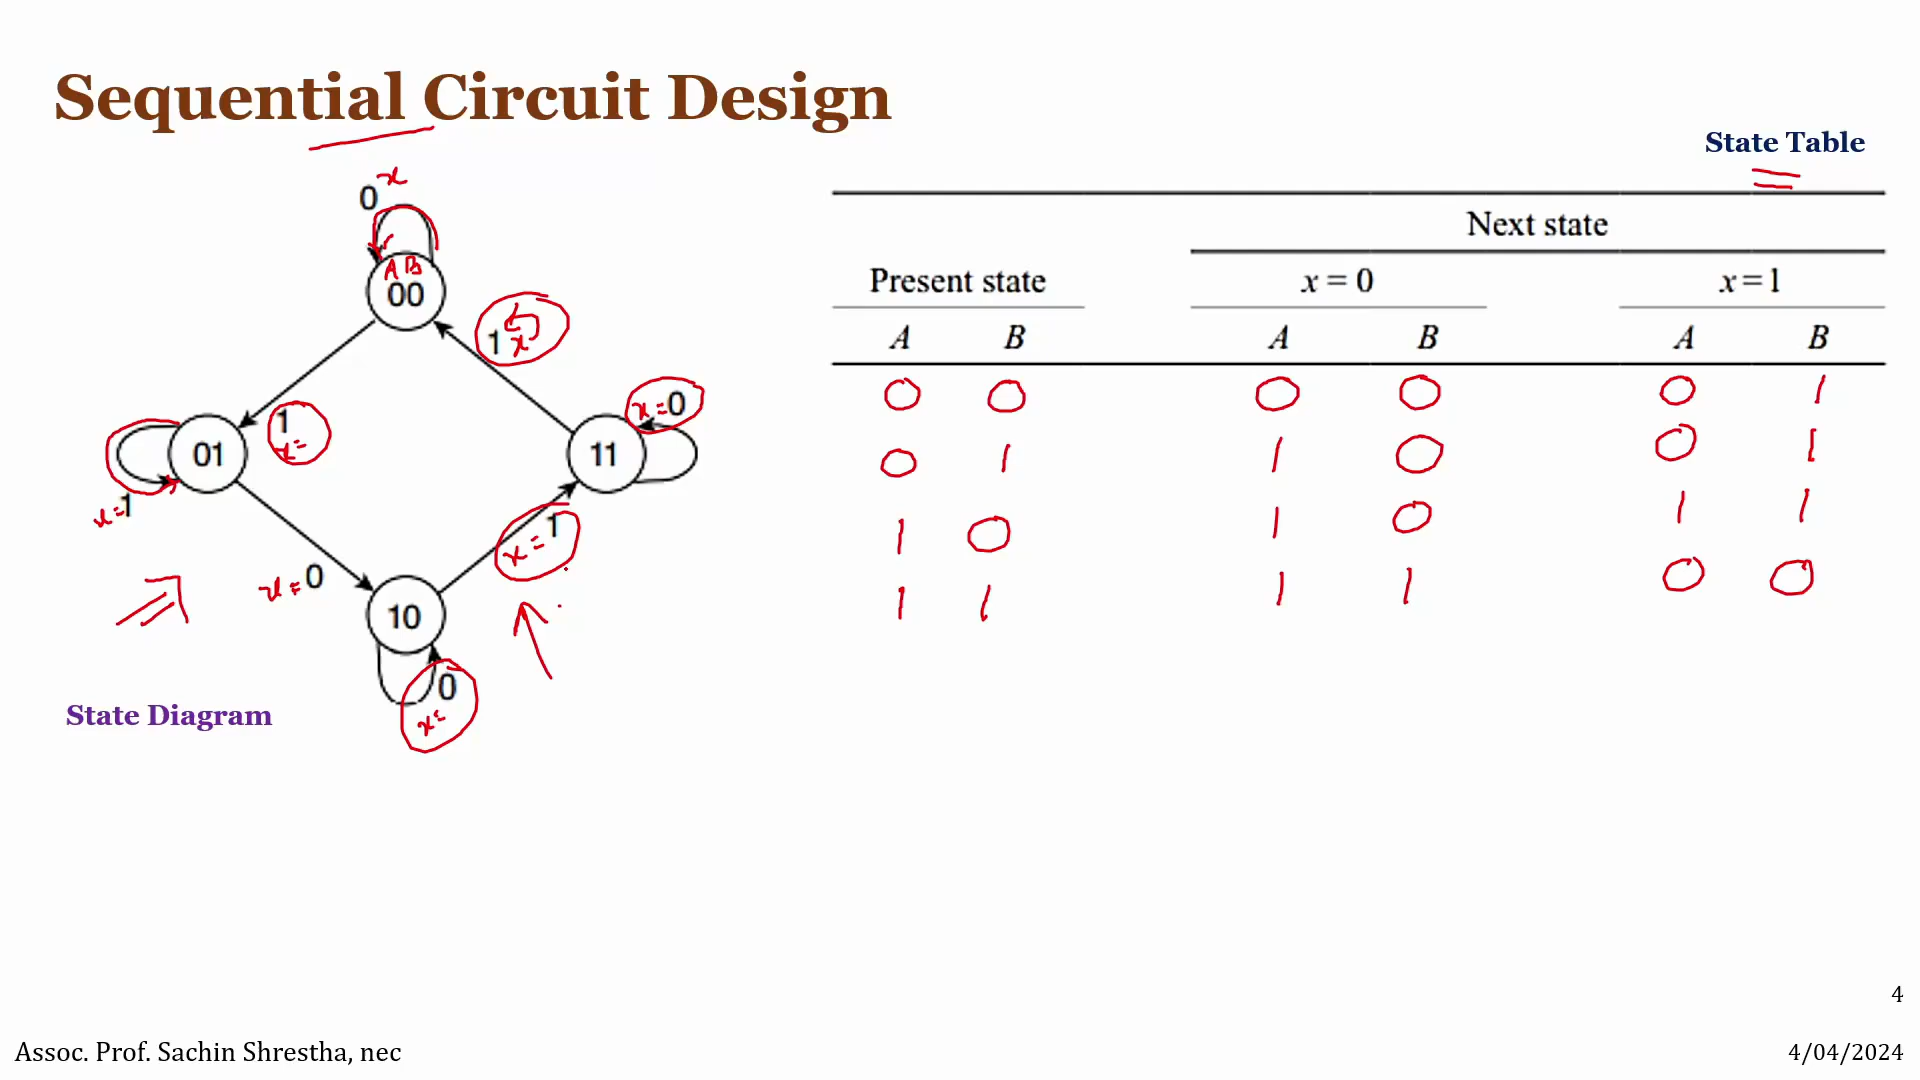 Sequential Circuit Design
State Table
0 x
A B
00
1 x
1
x=
01
x=1
x=0
11
x=0
x=1
10
0
x=
State Diagram
Next state
Present state x = 0 x = 1
A B A B A B
0 0 0 0 0 1
0 1 1 0 0 1
1 0 1 0 1 1
1 1 1 1 0 0
4
Assoc. Prof. Sachin Shrestha, nec
4/04/2024